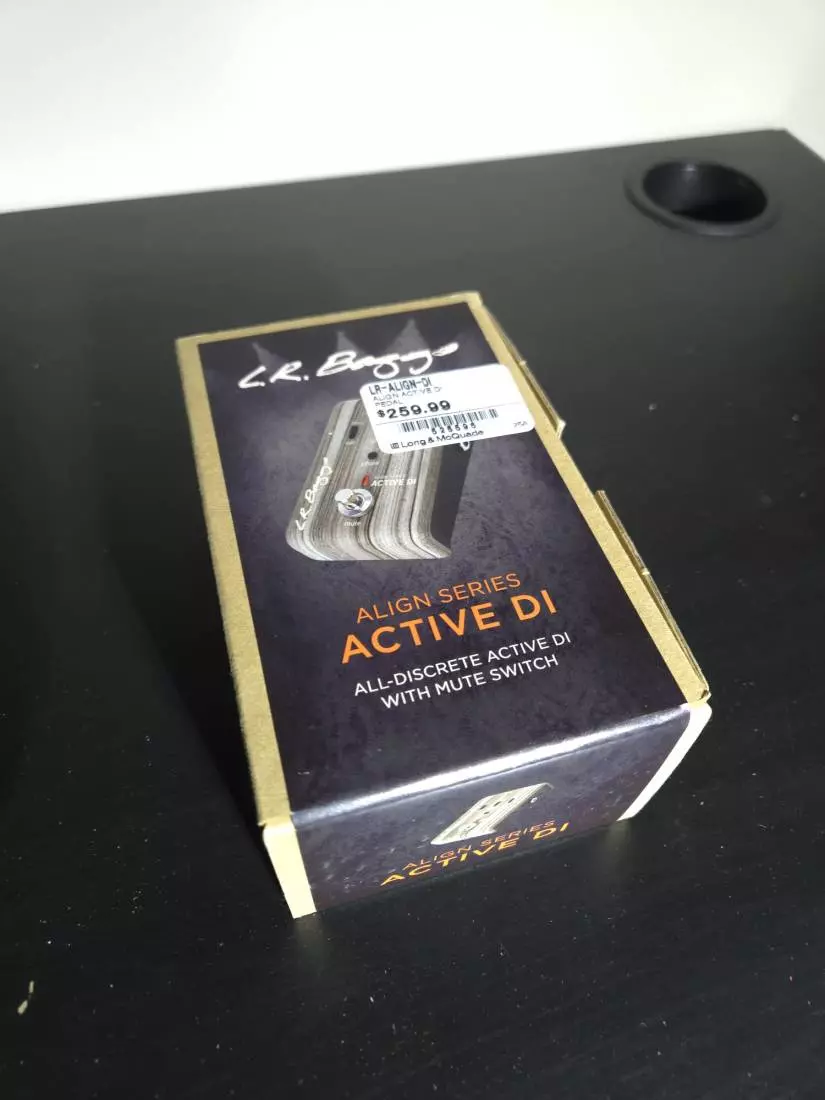 L.R. Baggs
LR-ALIGN-DI
ALIGN ACTIVE DI
PEDAL
$259.99
Long & McQuade
L.R. Baggs
ACTIVE DI
mute
ALIGN SERIES
ACTIVE DI
ALL-DISCRETE ACTIVE DI
WITH MUTE SWITCH
ALIGN SERIES
ACTIVE DI